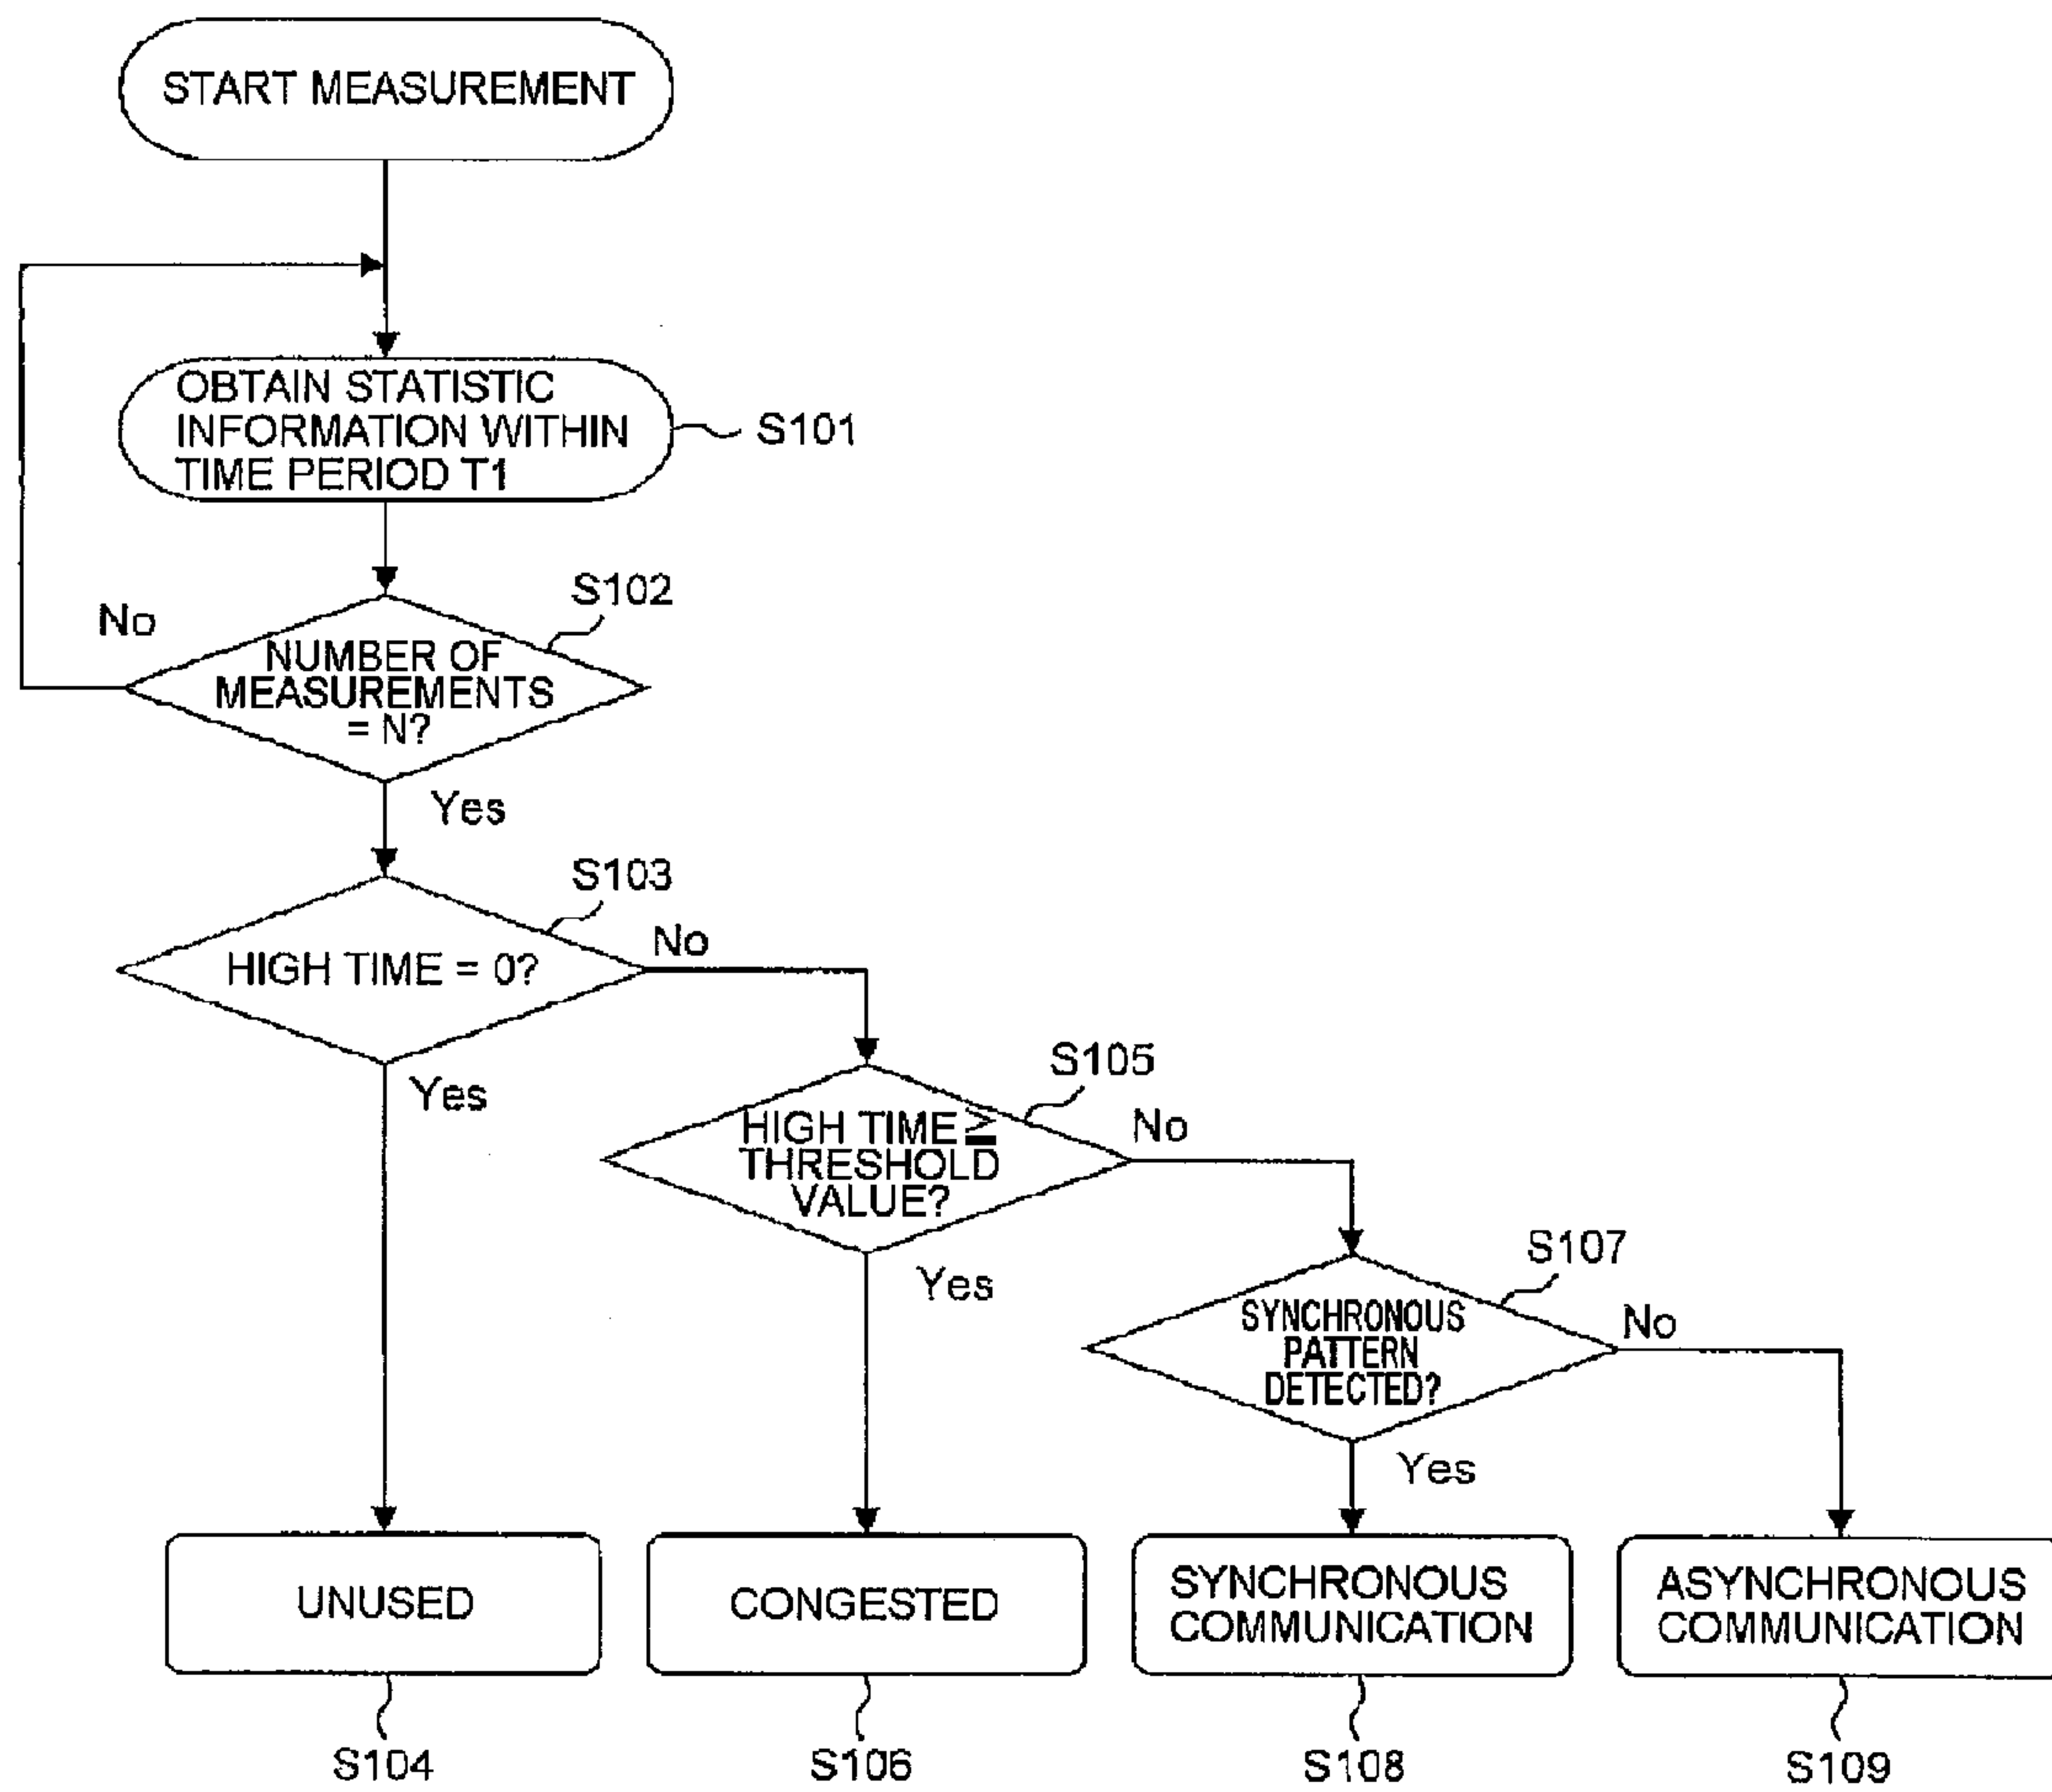 START MEASUREMENT
OBTAIN STATISTIC
INFORMATION WITHIN
TIME PERIOD T1
S101
S102
No
NUMBER OF
MEASUREMENTS
= N?
Yes
S103
No
HIGH TIME = 0?
Yes
S105
No
HIGH TIME ≧
THRESHOLD
VALUE?
Yes
S107
No
SYNCHRONOUS
PATTERN
DETECTED?
Yes
UNUSED
CONGESTED
SYNCHRONOUS
COMMUNICATION
ASYNCHRONOUS
COMMUNICATION
S104
S106
S108
S109